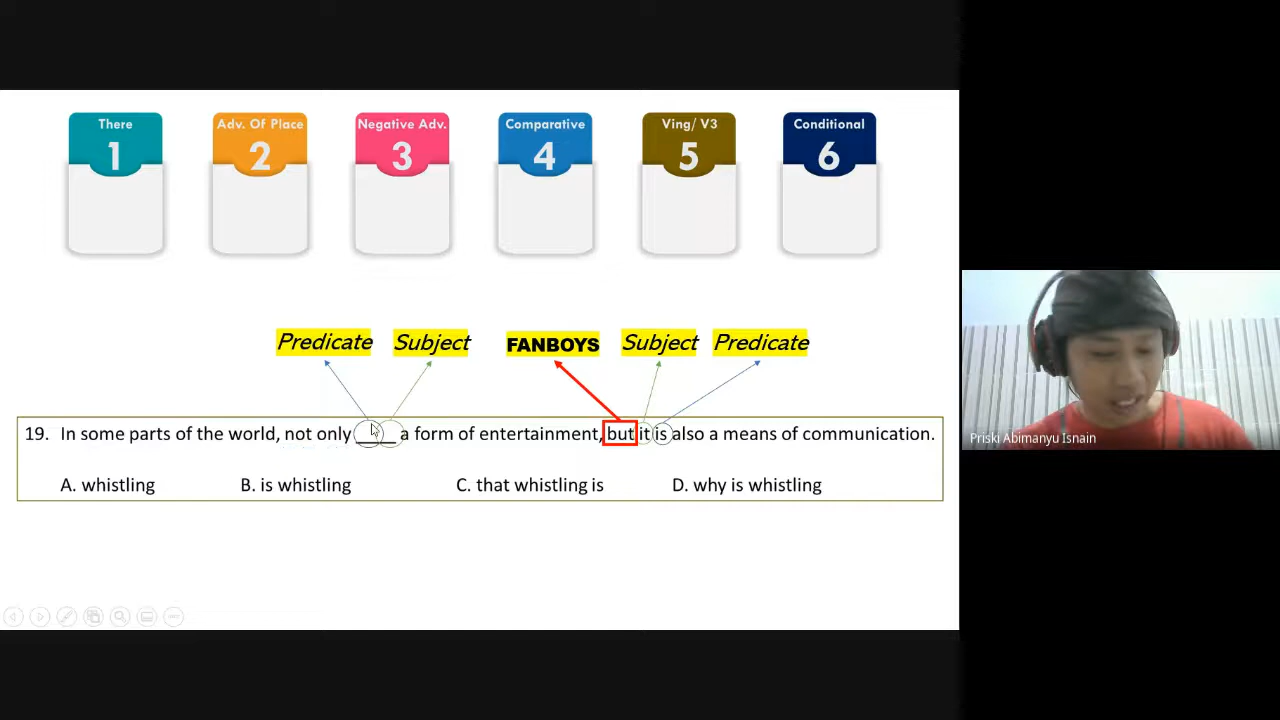 There
1
Adv. Of Place
2
Negative Adv.
3
Comparative
4
Ving/ V3
5
Conditional
6
Predicate Subject FANBOYS Subject Predicate
19. In some parts of the world, not only ____ a form of entertainment, but it is also a means of communication.
A. whistling B. is whistling C. that whistling is D. why is whistling
Priski Abimanyu Isnain